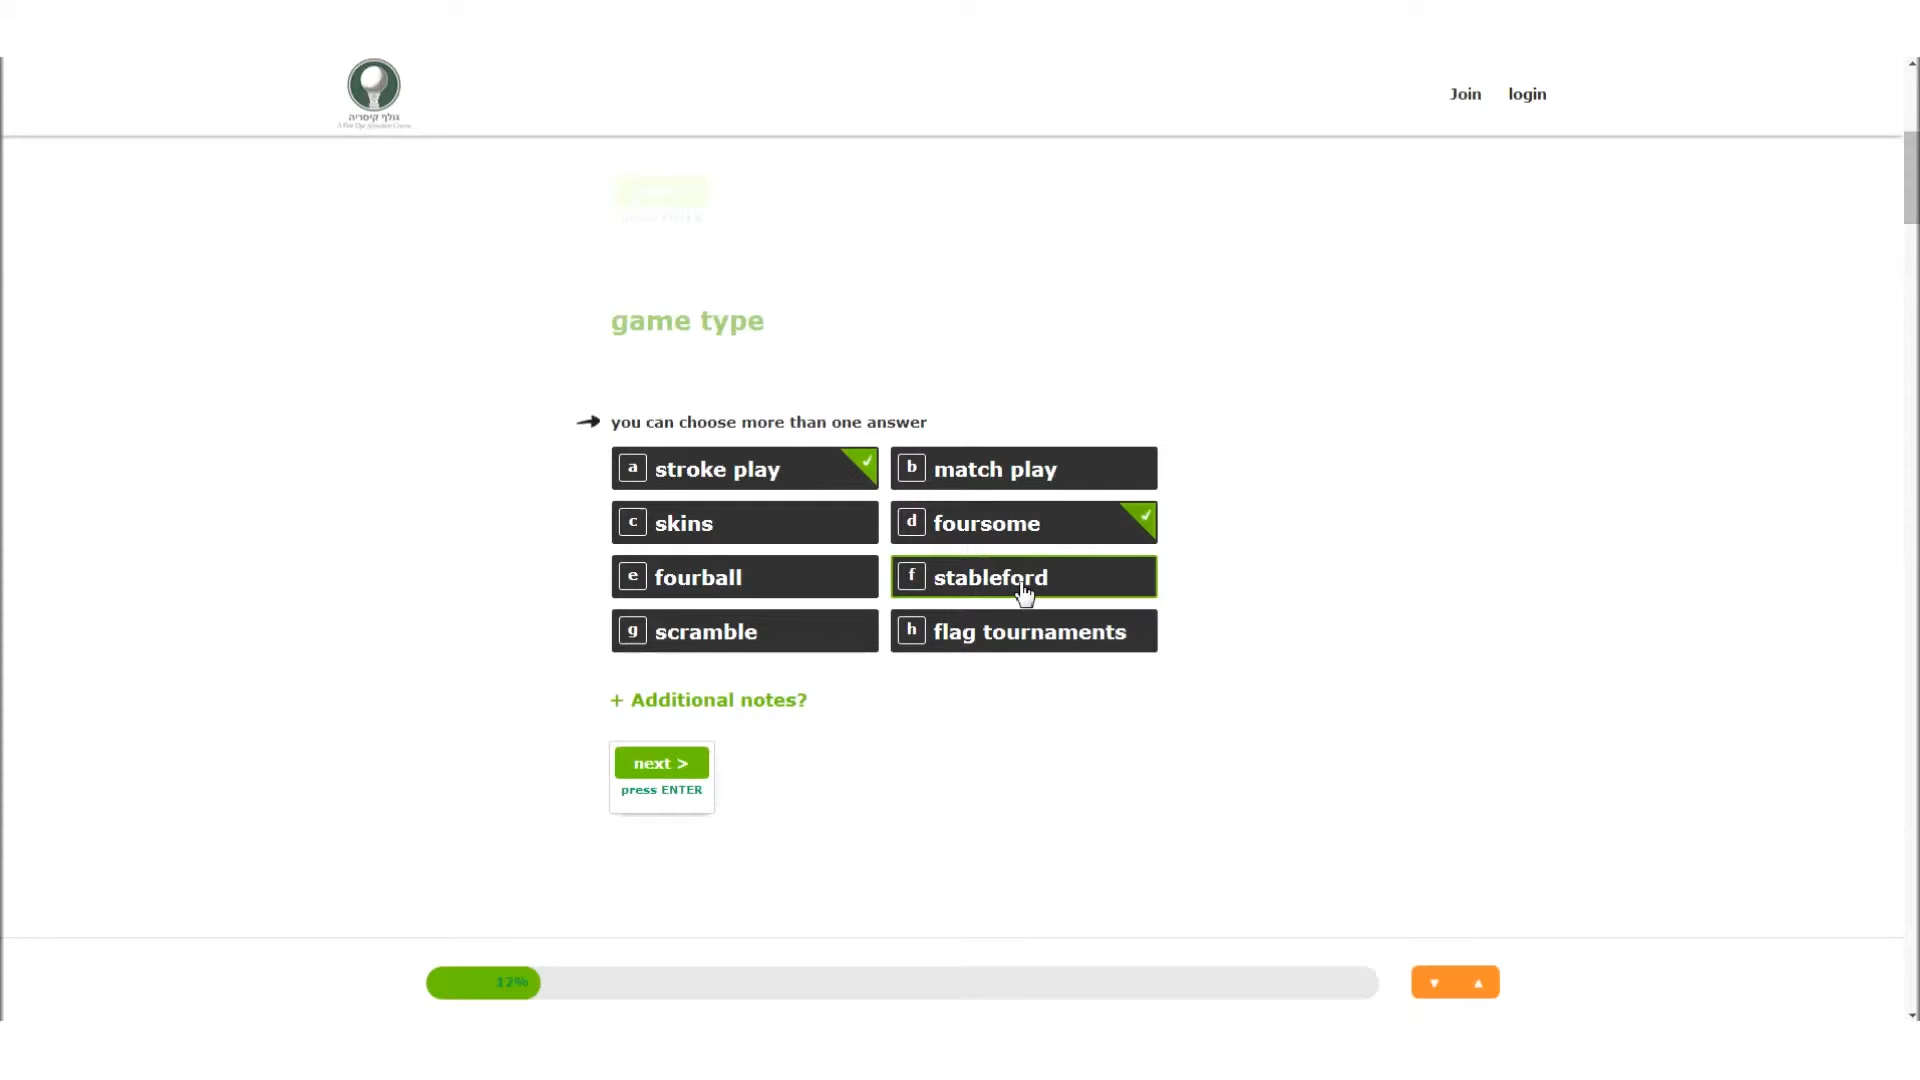 גולף קיסריה
Join
login
game type
you can choose more than one answer
a stroke play
b match play
c skins
d foursome
e fourball
f stableford
g scramble
h flag tournaments
+ Additional notes?
next >
press ENTER
12%